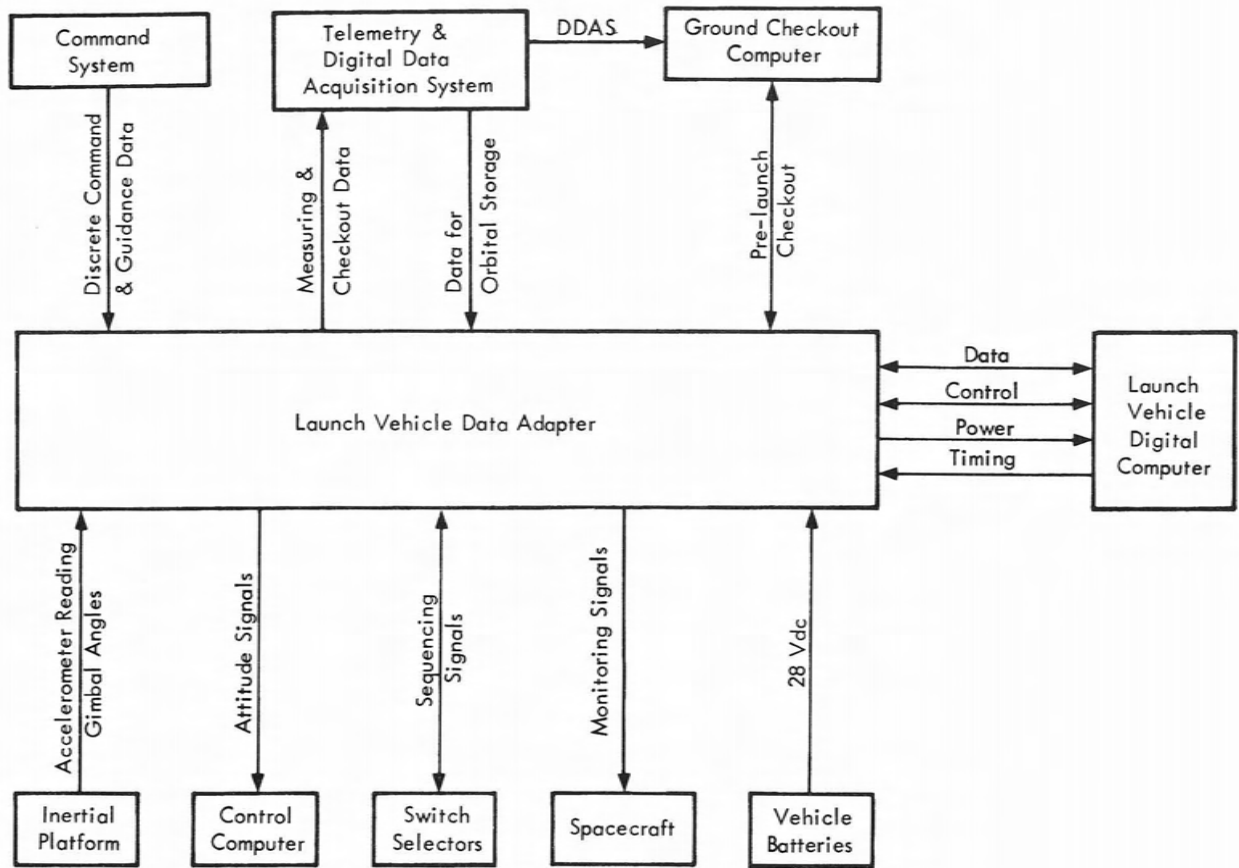 Command
System
Telemetry &
Digital Data
Acquisition System
DDAS
Ground Checkout
Computer
Discrete Command
& Guidance Data
Measuring &
Checkout Data
Data for
Orbital Storage
Pre-launch
Checkout
Launch Vehicle Data Adapter
Data
Control
Power
Timing
Launch
Vehicle
Digital
Computer
Accelerometer Reading
Gimbal Angles
Attitude Signals
Sequencing
Signals
Monitoring Signals
28 Vdc
Inertial
Platform
Control
Computer
Switch
Selectors
Spacecraft
Vehicle
Batteries